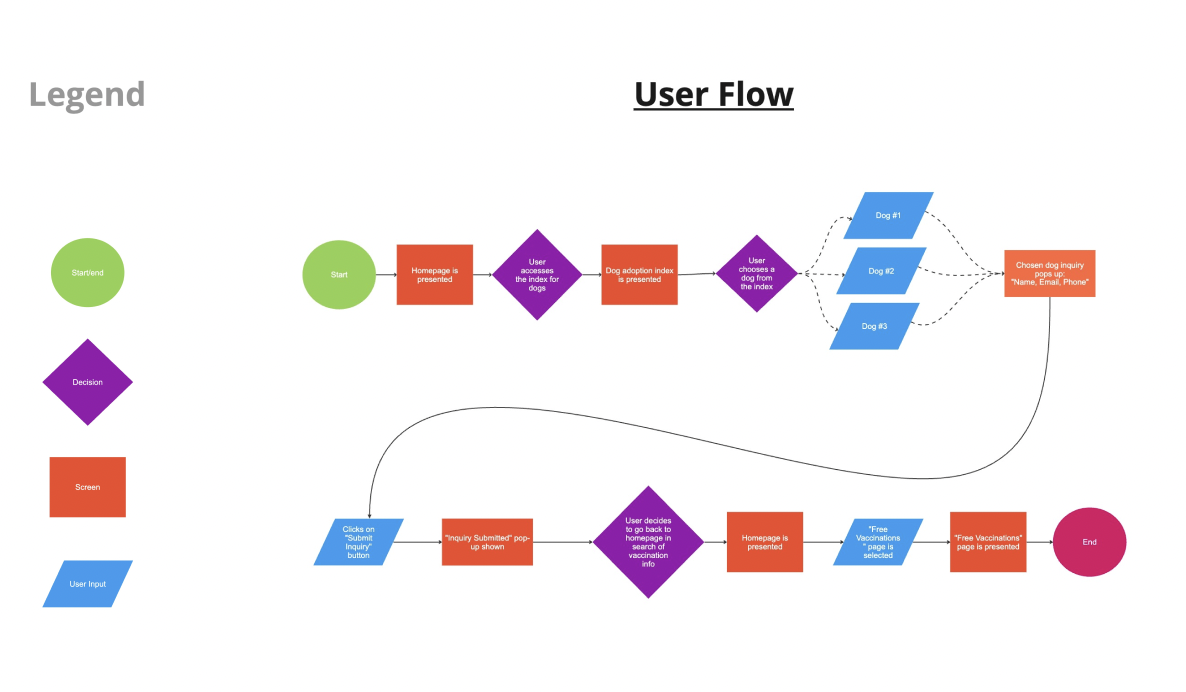 Legend
User Flow
Start/end
Decision
Screen
User Input
Start
Homepage is
presented
User
accesses
the index for
dogs
Dog adoption index
is presented
User
chooses a
dog from
the index
Dog #1
Dog #2
Dog #3
Chosen dog inquiry
pops up:
"Name, Email, Phone"
Clicks on
"Submit
Inquiry"
button
"Inquiry Submitted" pop-
up shown
User decides
to go back to
homepage in
search of
vaccination
info
Homepage is
presented
"Free
Vaccinations
" page is
selected
"Free Vaccinations"
page is presented
End